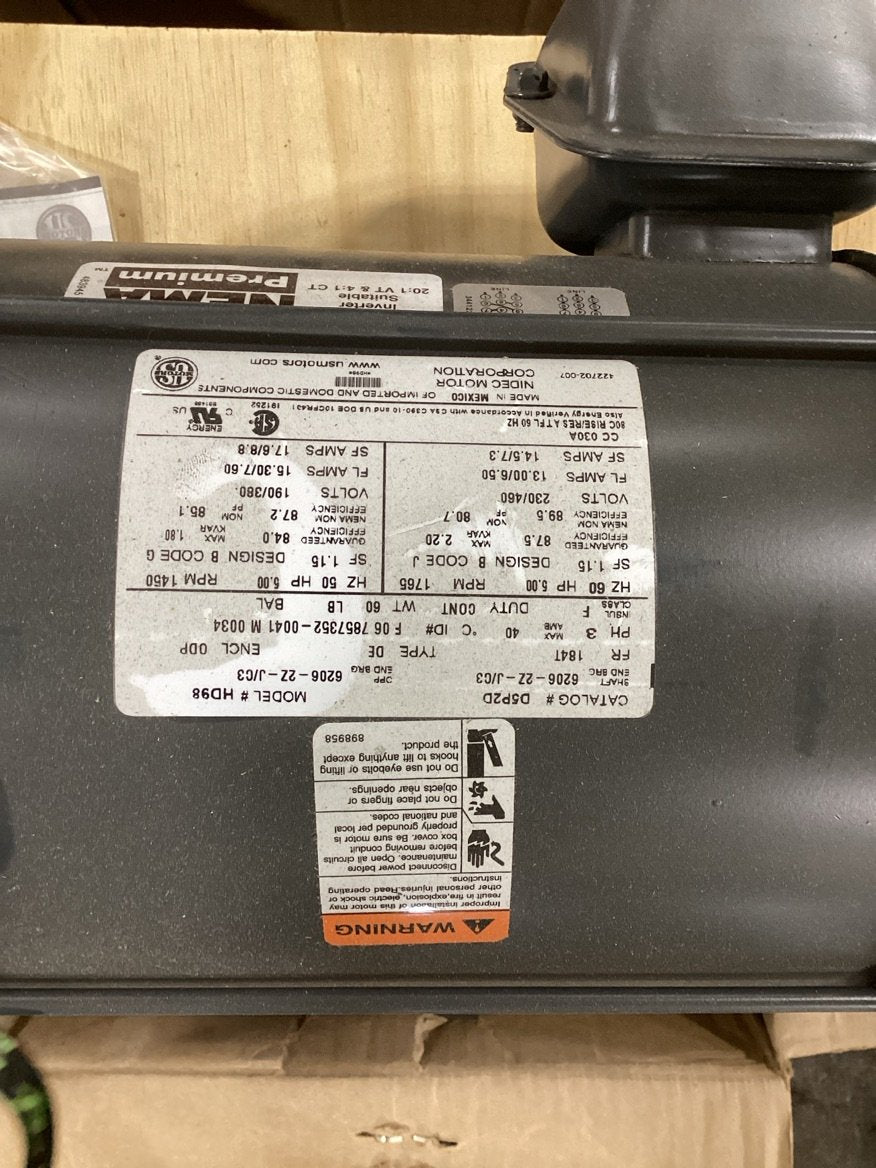 WARNING
Improper installation of this motor may
result in fire,explosion, electric shock or
other personal injuries.Read operating
instructions.
Disconnect power before
maintenance. Open all circuits
before removing conduit
box cover. Be sure motor is
properly grounded per local
and national codes.
Do not place fingers or
objects near openings.
Do not use eyebolts or lifting
hooks to lift anything except
the product.
898958
CATALOG # D5P2D MODEL # HD98
SHAFT END BRG 6206-2Z-J/C3 OPP END BRG 6206-2Z-J/C3
FR 184T TYPE DE ENCL ODP
PH 3 MAX AMB 40 °C ID# F 06 7857352-0041 M 0034
INSUL CLASS F DUTY CONT WT 60 LB BAL
HZ 60 HP 5.00 RPM 1765
SF 1.15 DESIGN B CODE J
GUARANTEED EFFICIENCY 87.5 MAX KVAR 2.20
NEMA NOM EFFICIENCY 89.5 NOM PF 80.7
VOLTS 230/460
FL AMPS 13.00/6.50
SF AMPS 14.5/7.3
HZ 50 HP 5.00 RPM 1450
SF 1.15 DESIGN B CODE G
GUARANTEED EFFICIENCY 84.0 MAX KVAR 1.80
NEMA NOM EFFICIENCY 87.2 NOM PF 85.1
VOLTS 190/380
FL AMPS 15.30/7.60
SF AMPS 17.6/8.8
CC 030A
80C RISE/RES AT FL 60 HZ
Also Energy Verified in Accordance with CSA C390-10 and US DOE 10CFR431
191252
C US
ENERGY
MADE IN MEXICO OF IMPORTED AND DOMESTIC COMPONENTS
NIDEC MOTOR
CORPORATION
422702-007
www.usmotors.com
US
MOTORS
Inverter
Suitable
20:1 VT & 4:1 CT
NEMA
Premium
TM